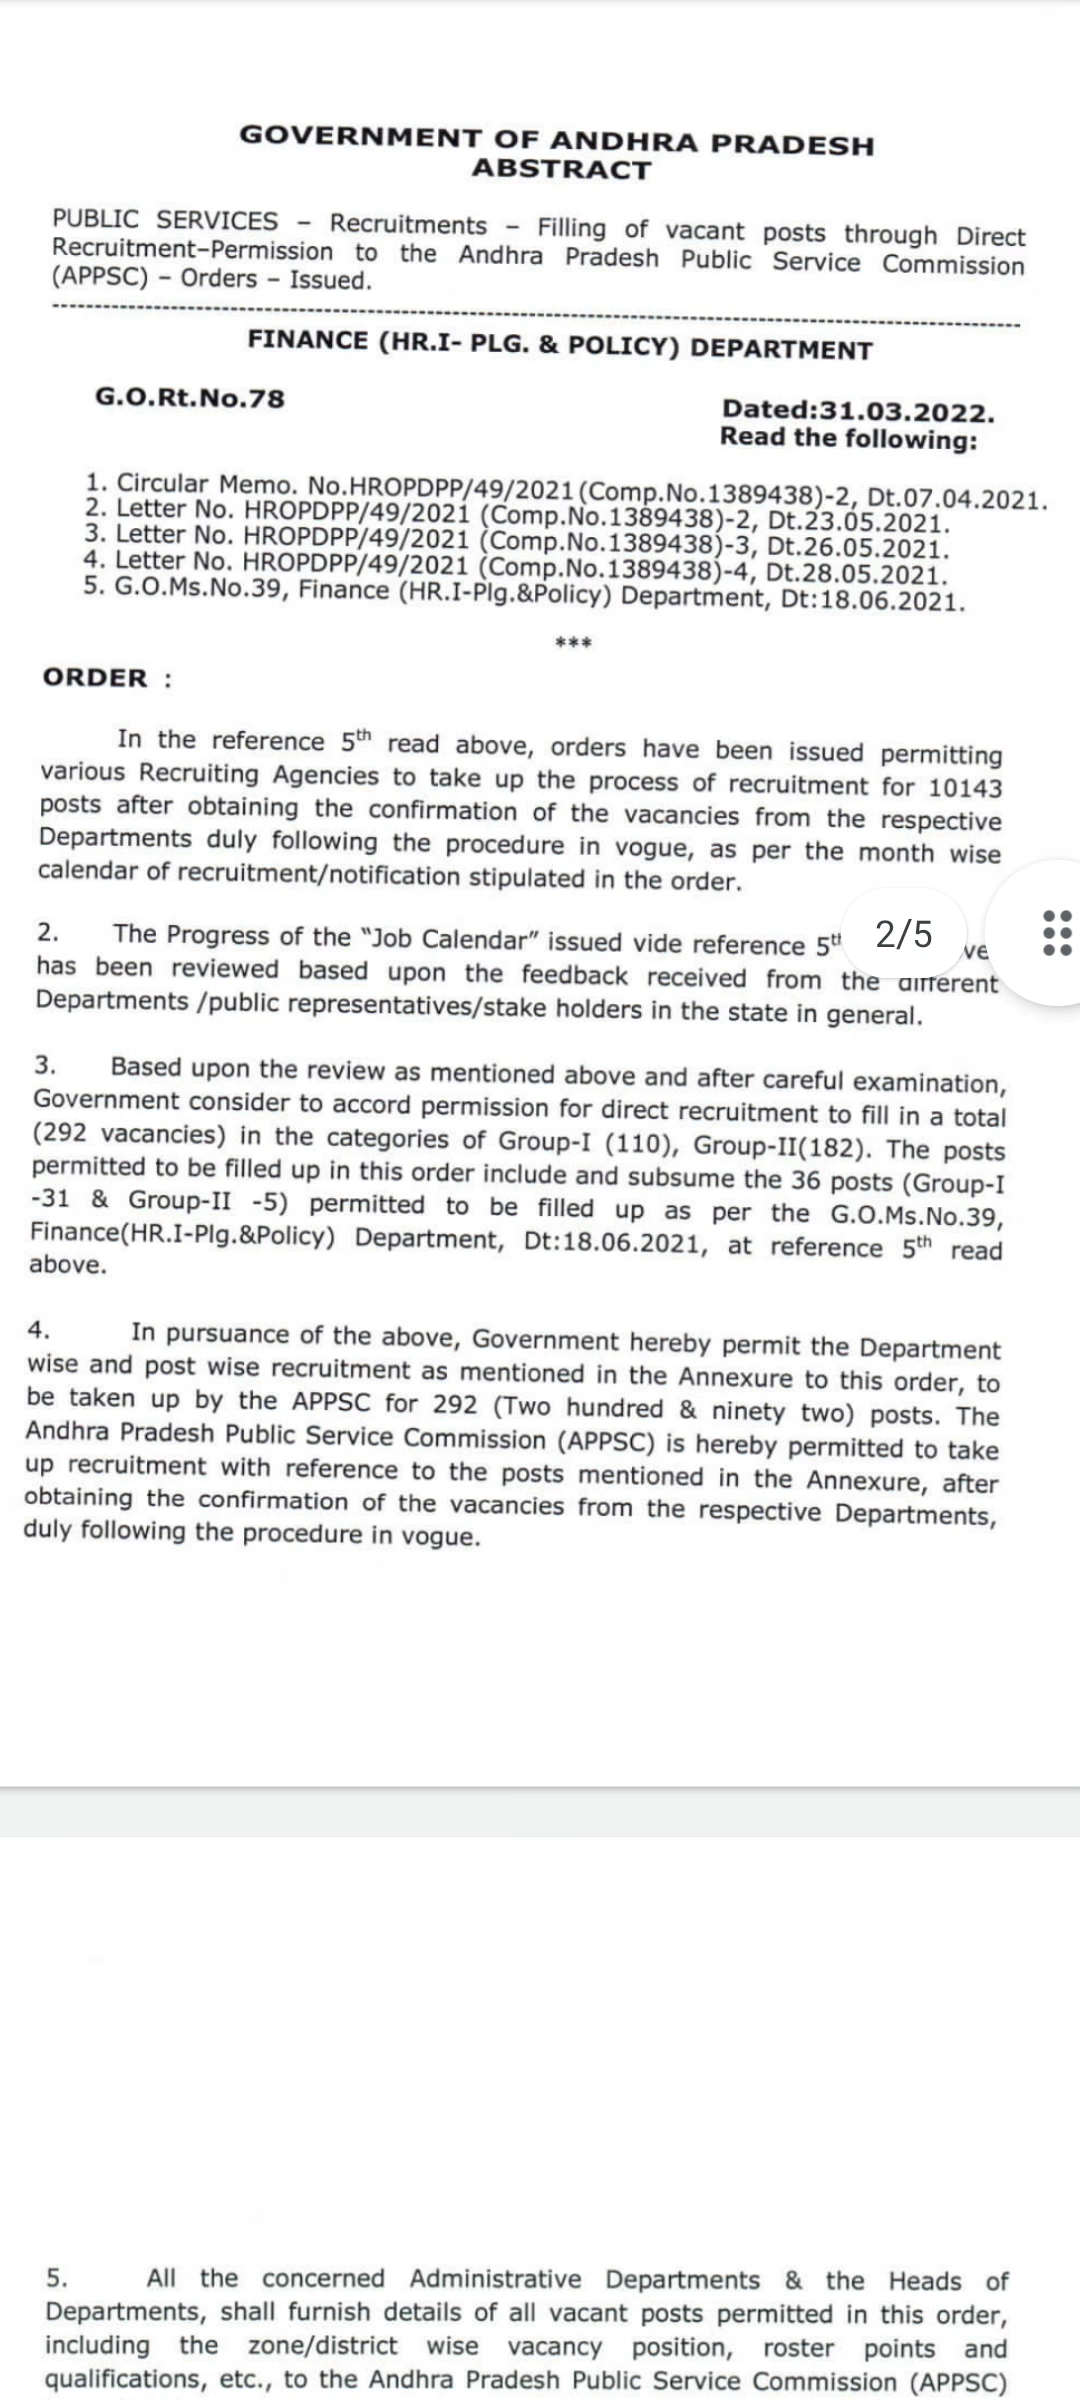 GOVERNMENT OF ANDHRA PRADESH
ABSTRACT
PUBLIC SERVICES – Recruitments – Filling of vacant posts through Direct
Recruitment–Permission to the Andhra Pradesh Public Service Commission
(APPSC) – Orders – Issued.
FINANCE (HR.I- PLG. & POLICY) DEPARTMENT
G.O.Rt.No.78
Dated:31.03.2022.
Read the following:
1. Circular Memo. No.HROPDPP/49/2021(Comp.No.1389438)-2, Dt.07.04.2021.
2. Letter No. HROPDPP/49/2021 (Comp.No.1389438)-2, Dt.23.05.2021.
3. Letter No. HROPDPP/49/2021 (Comp.No.1389438)-3, Dt.26.05.2021.
4. Letter No. HROPDPP/49/2021 (Comp.No.1389438)-4, Dt.28.05.2021.
5. G.O.Ms.No.39, Finance (HR.I-Plg.&Policy) Department, Dt:18.06.2021.
***
ORDER :
In the reference 5th read above, orders have been issued permitting
various Recruiting Agencies to take up the process of recruitment for 10143
posts after obtaining the confirmation of the vacancies from the respective
Departments duly following the procedure in vogue, as per the month wise
calendar of recruitment/notification stipulated in the order.
2. The Progress of the “Job Calendar” issued vide reference 5th
2/5
has been reviewed based upon the feedback received from the different
Departments /public representatives/stake holders in the state in general.
3. Based upon the review as mentioned above and after careful examination,
Government consider to accord permission for direct recruitment to fill in a total
(292 vacancies) in the categories of Group-I (110), Group-II(182). The posts
permitted to be filled up in this order include and subsume the 36 posts (Group-I
-31 & Group-II -5) permitted to be filled up as per the G.O.Ms.No.39,
Finance(HR.I-Plg.&Policy) Department, Dt:18.06.2021, at reference 5th read
above.
4. In pursuance of the above, Government hereby permit the Department
wise and post wise recruitment as mentioned in the Annexure to this order, to
be taken up by the APPSC for 292 (Two hundred & ninety two) posts. The
Andhra Pradesh Public Service Commission (APPSC) is hereby permitted to take
up recruitment with reference to the posts mentioned in the Annexure, after
obtaining the confirmation of the vacancies from the respective Departments,
duly following the procedure in vogue.
5. All the concerned Administrative Departments & the Heads of
Departments, shall furnish details of all vacant posts permitted in this order,
including the zone/district wise vacancy position, roster points and
qualifications, etc., to the Andhra Pradesh Public Service Commission (APPSC)